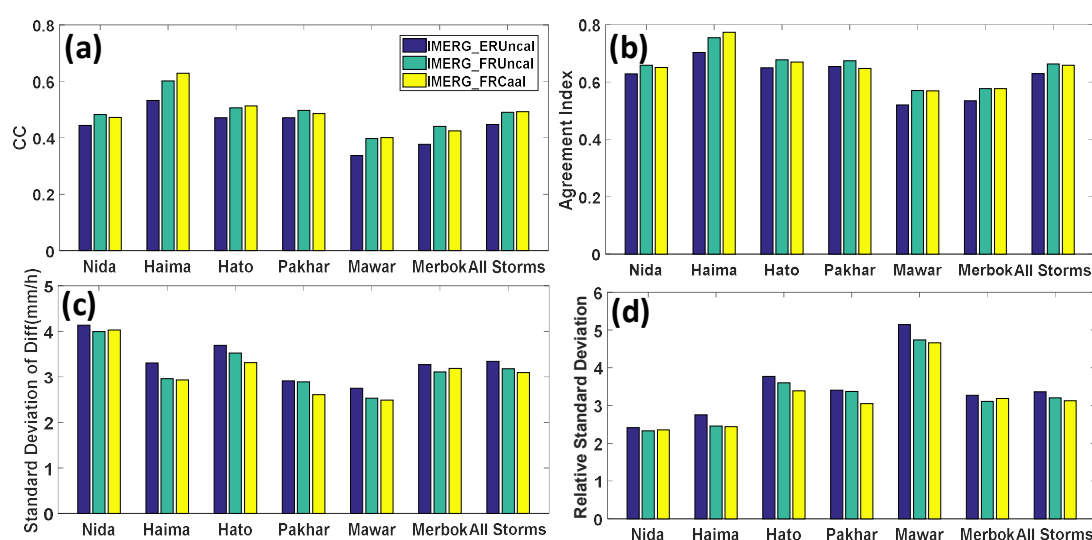 (a)
CC
0.8
0.6
0.4
0.2
0
IMERG_ERUncal
IMERG_FRUncal
IMERG_FRCaal
Nida Haima Hato Pakhar Mawar Merbok All Storms
(b)
Agreement Index
0.8
0.6
0.4
0.2
0
Nida Haima Hato Pakhar Mawar Merbok All Storms
(c)
Standard Deviation of Diff(mm/h)
5
4
3
2
1
0
Nida Haima Hato Pakhar Mawar Merbok All Storms
(d)
Relative Standard Deviation
6
5
4
3
2
1
0
Nida Haima Hato Pakhar Mawar Merbok All Storms